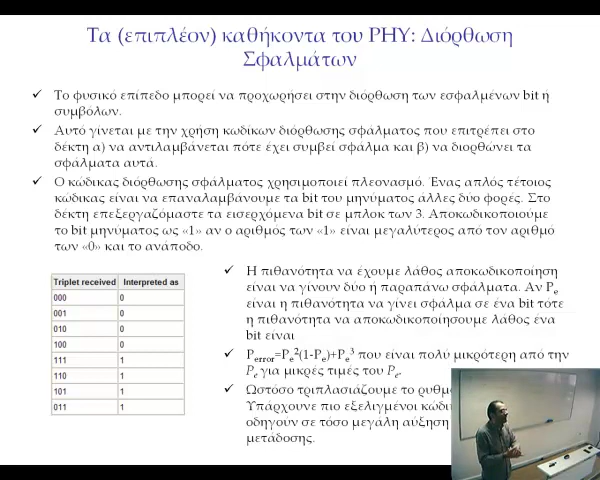 Τα (επιπλέον) καθήκοντα του PHY: Διόρθωση
Σφαλμάτων
✓ Το φυσικό επίπεδο μπορεί να προχωρήσει στην διόρθωση των εσφαλμένων bit ή
συμβόλων.
✓ Αυτό γίνεται με την χρήση κωδίκων διόρθωσης σφάλματος που επιτρέπει στο
δέκτη α) να αντιλαμβάνεται πότε έχει συμβεί σφάλμα και β) να διορθώνει τα
σφάλματα αυτά.
✓ Ο κώδικας διόρθωσης σφάλματος χρησιμοποιεί πλεονασμό. Ένας απλός τέτοιος
κώδικας είναι να επαναλαμβάνουμε τα bit του μηνύματος άλλες δύο φορές. Στο
δέκτη επεξεργαζόμαστε τα εισερχόμενα bit σε μπλοκ των 3. Αποκωδικοποιούμε
το bit μηνύματος ως «1» αν ο αριθμός των «1» είναι μεγαλύτερος από τον αριθμό
των «0» και το ανάποδο.
Triplet received Interpreted as
000 0
001 0
010 0
100 0
111 1
110 1
101 1
011 1
✓ Η πιθανότητα να έχουμε λάθος αποκωδικοποίηση
είναι να γίνουν δύο ή παραπάνω σφάλματα. Αν Pe
είναι η πιθανότητα να γίνει σφάλμα σε ένα bit τότε
η πιθανότητα να αποκωδικοποίησουμε λάθος ένα
bit είναι
✓ Perror=Pe²(1-Pe)+Pe³ που είναι πολύ μικρότερη από την
Pe για μικρές τιμές του Pe.
✓ Ωστόσο τριπλασιάζουμε το
Υπάρχουνε πιο εξελιγμένοι
οδηγούν σε τόσο μεγάλη αύξηση
μετάδοσης.